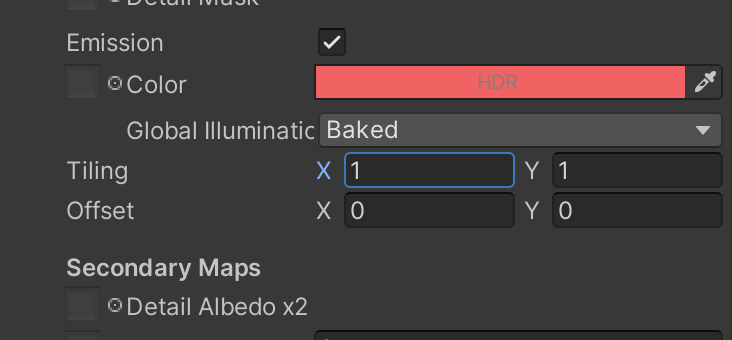 Detail Mask
Emission
Color HDR
Global Illuminatic Baked
Tiling X 1 Y 1
Offset X 0 Y 0
Secondary Maps
Detail Albedo x2